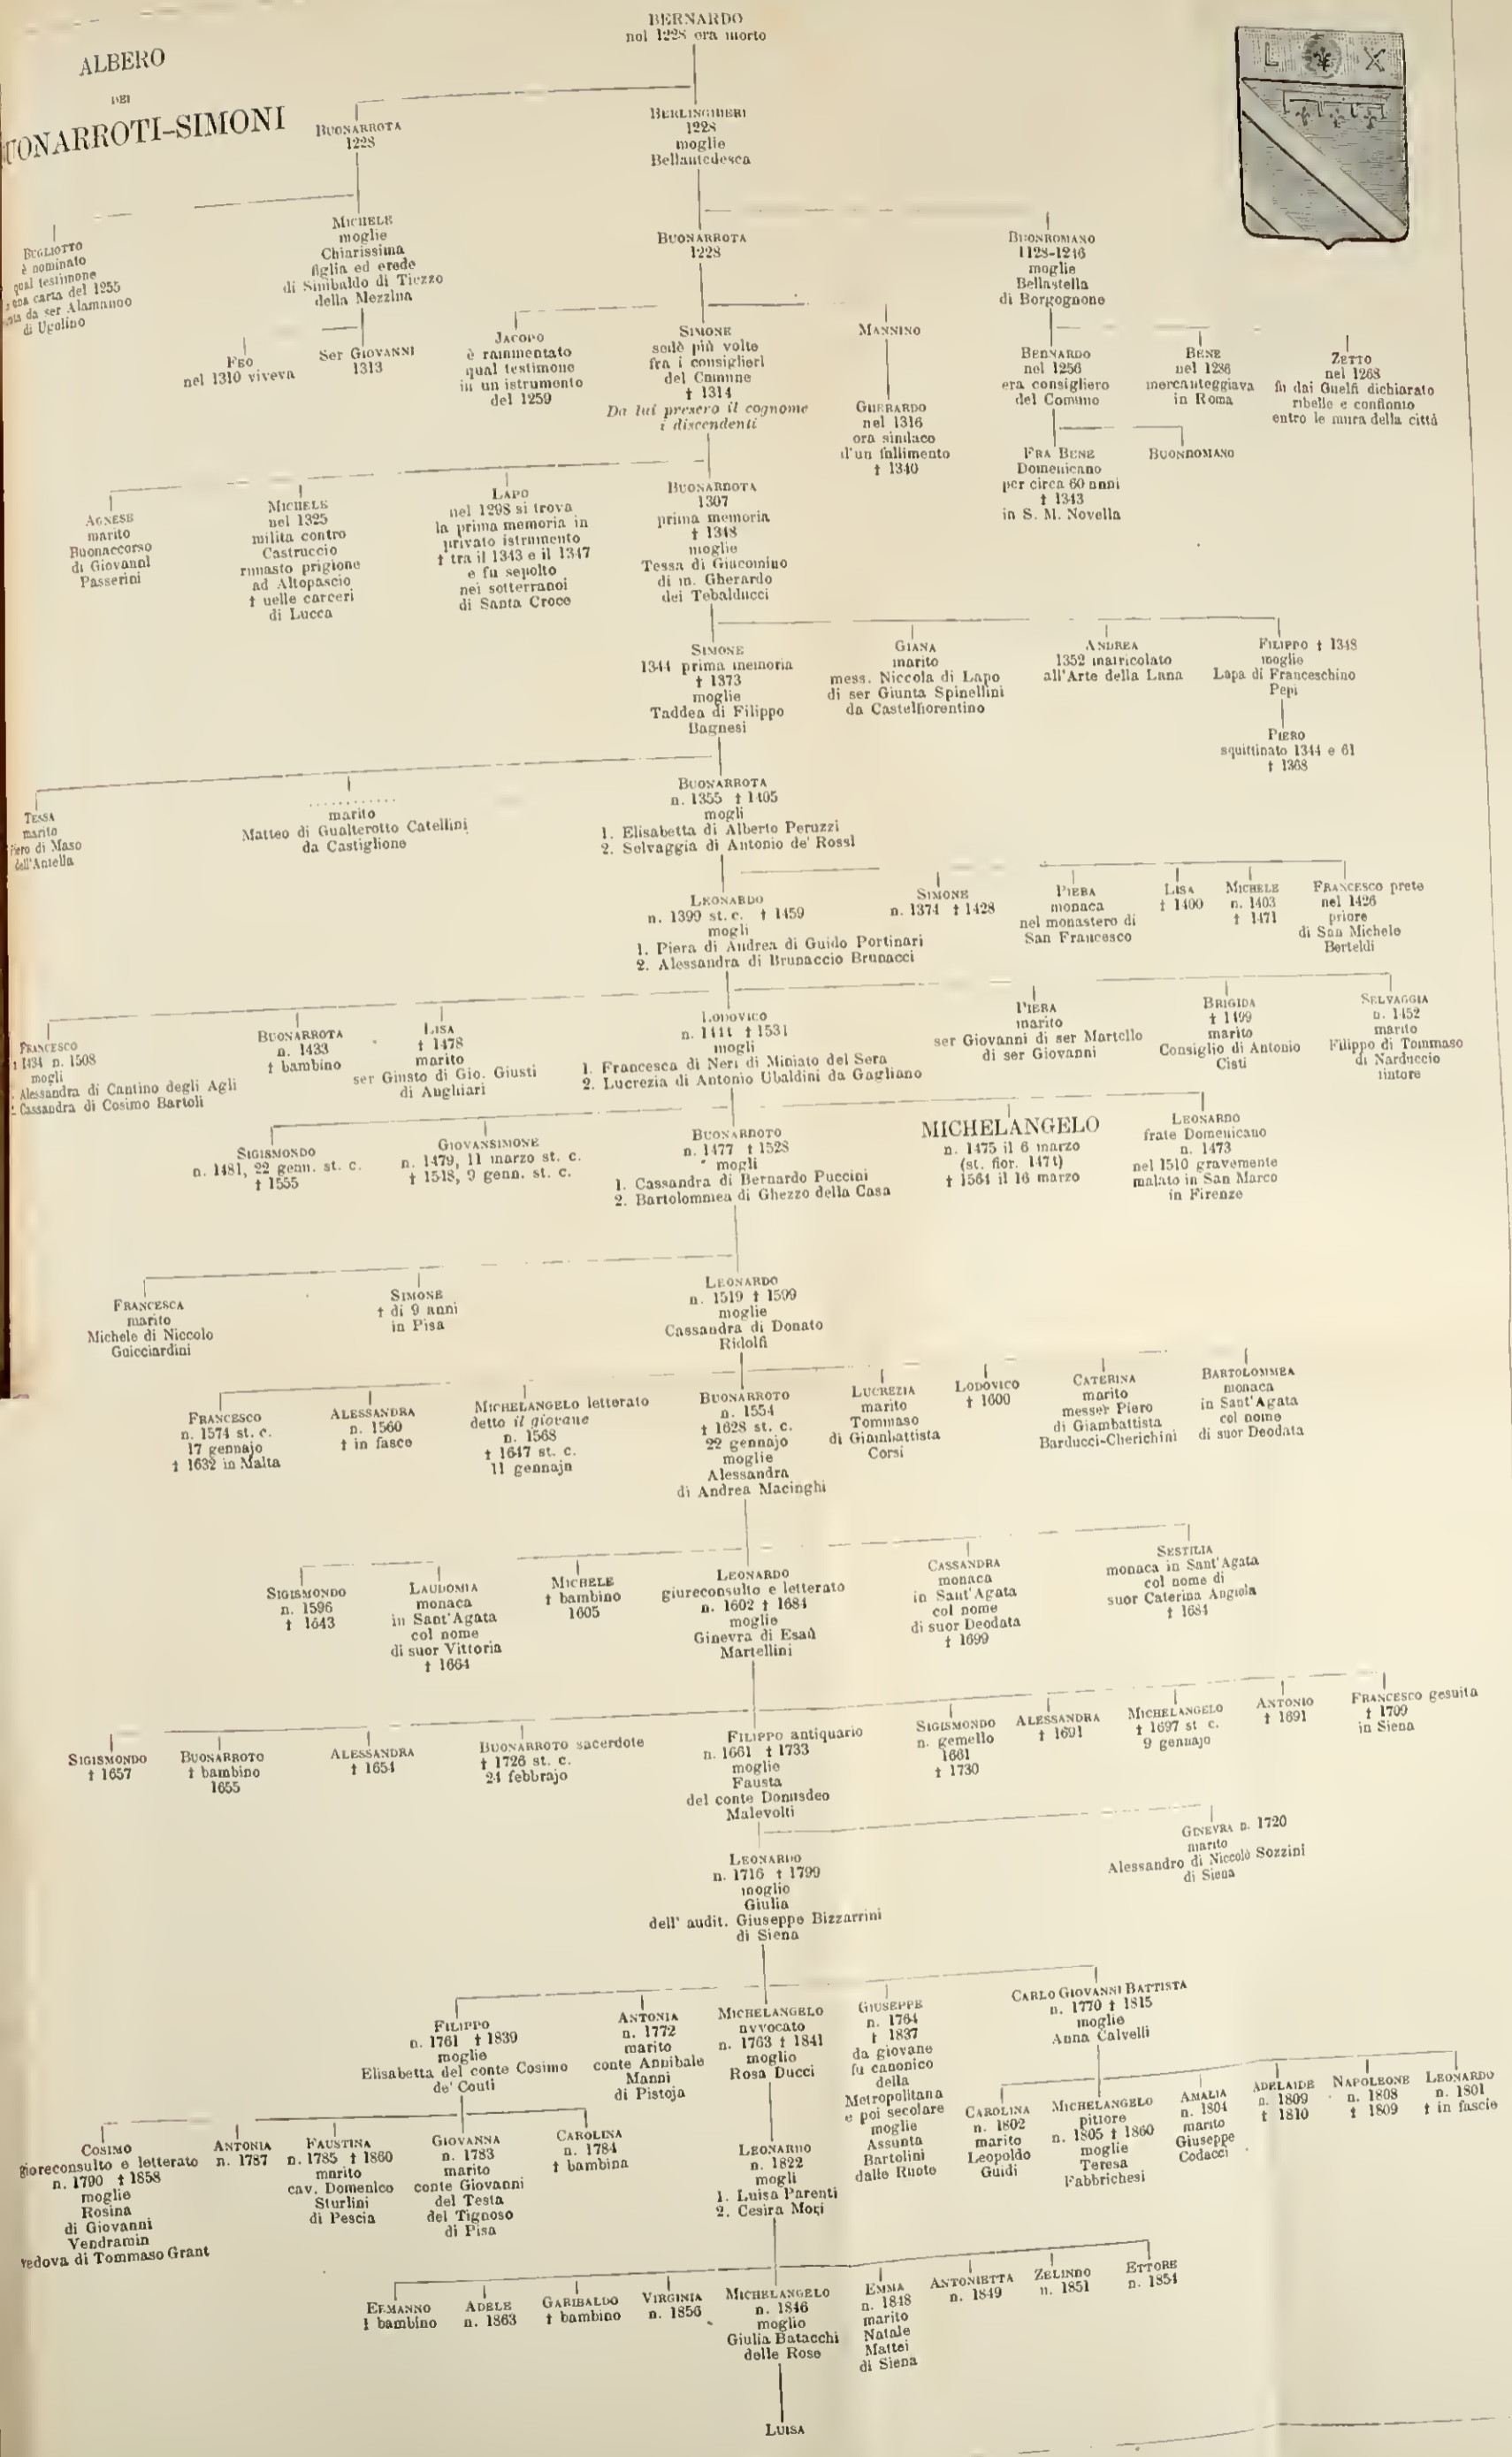 ALBERO
DEI
UONARROTI-SIMONI
L X
BERNARDO
nel 1228 era morto
BUONARROTA
1228
BERLINGHIERI
1228
moglie
Bellantedesca
BUGLIOTTO
è nominato
qual testimone
carta del 1255
da ser Alamanno
di Ugolino
MICHELE
moglie
Chiarissima
figlia ed erede
di Sinibaldo di Tiezzo
della Mezzina
BUONARROTA
1228
BUONROMANO
1128-1246
moglie
Bellastella
di Borgognone
FEO
nel 1310 viveva
Ser GIOVANNI
1313
JACOPO
è rammentato
qual testimone
in un istrumento
del 1259
SIMONE
sedè più volte
fra i consiglieri
del Comune
† 1314
Da lui presero il cognome
i discendenti
MANNINO
GHERARDO
nel 1316
era sindaco
d'un fallimento
† 1340
BERNARDO
nel 1256
era consigliero
del Comune
BENE
nel 1286
mercanteggiava
in Roma
ZETTO
nel 1268
fu dai Guelfi dichiarato
ribelle e confinato
entro le mura della città
FRA BENE
Domenicano
per circa 60 anni
† 1343
in S. M. Novella
BUONROMANO
AGNESE
marito
Buonaccorso
di Giovanni
Passerini
MICHELE
nel 1325
milita contro
Castruccio
rimasto prigione
ad Altopascio
† nelle carceri
di Lucca
LAPO
nel 1298 si trova
la prima memoria in
privato istrumento
† tra il 1343 e il 1347
e fu sepolto
nei sotterranei
di Santa Croce
BUONARROTA
1307
prima memoria
† 1348
moglie
Tessa di Giacomino
di m. Gherardo
dei Tebalducci
SIMONE
1344 prima memoria
† 1373
moglie
Taddea di Filippo
Bagnesi
GIANA
marito
mess. Niccola di Lapo
di ser Giunta Spinellini
da Castelfiorentino
ANDREA
1352 matricolato
all'Arte della Lana
FILIPPO † 1348
moglie
Lapa di Franceschino
Pepi
PIERO
squittinato 1344 e 61
† 1368
TESSA
marito
Piero di Maso
dell'Antella
............
marito
Matteo di Gualterotto Catellini
da Castiglione
BUONARROTA
n. 1355 † 1405
mogli
1. Elisabetta di Alberto Peruzzi
2. Selvaggia di Antonio de' Rossi
LEONARDO
n. 1399 st. c. † 1459
mogli
1. Piera di Andrea di Guido Portinari
2. Alessandra di Brunaccio Brunacci
SIMONE
n. 1374 † 1428
PIERA
monaca
nel monastero di
San Francesco
LISA
† 1400
MICHELE
n. 1403
† 1471
FRANCESCO prete
nel 1426
priore
di San Michele
Berteldi
FRANCESCO
1434 n. 1508
mogli
Alessandra di Cantino degli Agli
Cassandra di Cosimo Bartoli
BUONARROTA
n. 1433
† bambino
LISA
† 1478
marito
ser Giusto di Gio. Giusti
di Anghiari
LODOVICO
n. 1444 † 1531
mogli
1. Francesca di Neri di Miniato del Sera
2. Lucrezia di Antonio Ubaldini da Gagliano
PIERA
marito
ser Giovanni di ser Martello
di ser Giovanni
BRIGIDA
† 1499
marito
Consiglio di Antonio
Cisti
SELVAGGIA
n. 1452
marito
Filippo di Tommaso
di Narduccio
tintore
SIGISMONDO
n. 1481, 22 genn. st. c.
† 1555
GIOVANSIMONE
n. 1479, 11 marzo st. c.
† 1548, 9 genn. st. c.
BUONARROTO
n. 1477 † 1528
mogli
1. Cassandra di Bernardo Puccini
2. Bartolommea di Ghezzo della Casa
MICHELANGELO
n. 1475 il 6 marzo
(st. fior. 1474)
† 1564 il 16 marzo
LEONARDO
frate Domenicano
n. 1473
nel 1510 gravemente
malato in San Marco
in Firenze
FRANCESCA
marito
Michele di Niccolo
Guicciardini
SIMONE
† di 9 anni
in Pisa
LEONARDO
n. 1519 † 1599
moglie
Cassandra di Donato
Ridolfi
FRANCESCO
n. 1574 st. c.
17 gennajo
† 1632 in Malta
ALESSANDRA
n. 1560
† in fasce
MICHELANGELO letterato
detto il giovane
n. 1568
† 1647 st. c.
11 gennajo
BUONARROTO
n. 1554
† 1628 st. c.
22 gennajo
moglie
Alessandra
di Andrea Macinghi
LUCREZIA
marito
Tommaso
di Giambattista
Corsi
LODOVICO
† 1600
CATERINA
marito
messer Piero
di Giambattista
Barducci-Cherichini
BARTOLOMMEA
monaca
in Sant'Agata
col nome
di suor Deodata
SIGISMONDO
n. 1596
† 1643
LAUDOMIA
monaca
in Sant'Agata
col nome
di suor Vittoria
† 1664
MICHELE
† bambino
1605
LEONARDO
giureconsulto e letterato
n. 1602 † 1684
moglie
Ginevra di Esaù
Martellini
CASSANDRA
monaca
in Sant'Agata
col nome
di suor Deodata
† 1699
SESTILIA
monaca in Sant'Agata
col nome di
suor Caterina Angiola
† 1684
SIGISMONDO
† 1657
BUONARROTO
† bambino
1655
ALESSANDRA
† 1654
BUONARROTO sacerdote
† 1726 st. c.
24 febbrajo
FILIPPO antiquario
n. 1661 † 1733
moglie
Fausta
del conte Donusdeo
Malevolti
SIGISMONDO
n. gemello
1661
† 1730
ALESSANDRA
† 1691
MICHELANGELO
† 1697 st c.
9 gennajo
ANTONIO
† 1691
FRANCESCO gesuita
† 1709
in Siena
LEONARDO
n. 1716 † 1799
moglie
Giulia
dell' audit. Giuseppe Bizzarrini
di Siena
GINEVRA n. 1720
marito
Alessandro di Niccolò Sozzini
di Siena
FILIPPO
n. 1761 † 1839
moglie
Elisabetta del conte Cosimo
de' Conti
ANTONIA
n. 1772
marito
conte Annibale
Manni
di Pistoja
MICHELANGELO
avvocato
n. 1763 † 1841
moglie
Rosa Ducci
GIUSEPPE
n. 1764
† 1837
da giovane
fu canonico
della
Metropolitana
e poi secolare
moglie
Assunta
Bartolini
dalle Ruote
CARLO GIOVANNI BATTISTA
n. 1770 † 1815
moglie
Anna Calvelli
COSIMO
gioreconsulto e letterato
n. 1790 † 1858
moglie
Rosina
di Giovanni
Vendramin
vedova di Tommaso Grant
ANTONIA
n. 1787
FAUSTINA
n. 1785 † 1860
marito
cav. Domenico
Sturlini
di Pescia
GIOVANNA
n. 1783
marito
conte Giovanni
del Testa
del Tignoso
di Pisa
CAROLINA
n. 1784
† bambina
LEONARDO
n. 1822
mogli
1. Luisa Parenti
2. Cesira Mori
CAROLINA
n. 1802
marito
Leopoldo
Guidi
MICHELANGELO
pittore
n. 1805 † 1860
moglie
Teresa
Fabbrichesi
AMALIA
n. 1804
marito
Giuseppe
Codacci
ADELAIDE
n. 1809
† 1810
NAPOLEONE
n. 1808
† 1809
LEONARDO
n. 1801
† in fascie
ERMANNO
† bambino
ADELE
n. 1863
GARIBALDO
† bambino
VIRGINIA
n. 1856
MICHELANGELO
n. 1846
moglio
Giulia Batacchi
delle Rose
EMMA
n. 1848
marito
Natale
Mattei
di Siena
ANTONIETTA
n. 1849
ZELINDO
n. 1851
ETTORE
n. 1854
LUISA